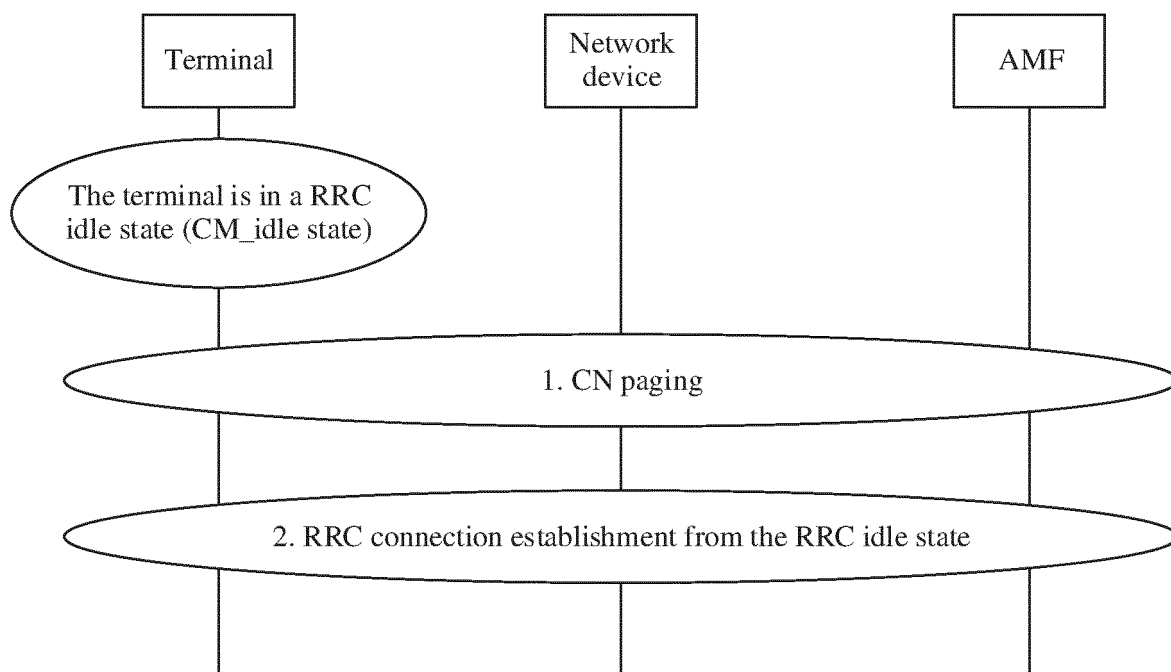 Terminal
Network
device
AMF
The terminal is in a RRC
idle state (CM_idle state)
1. CN paging
2. RRC connection establishment from the RRC idle state